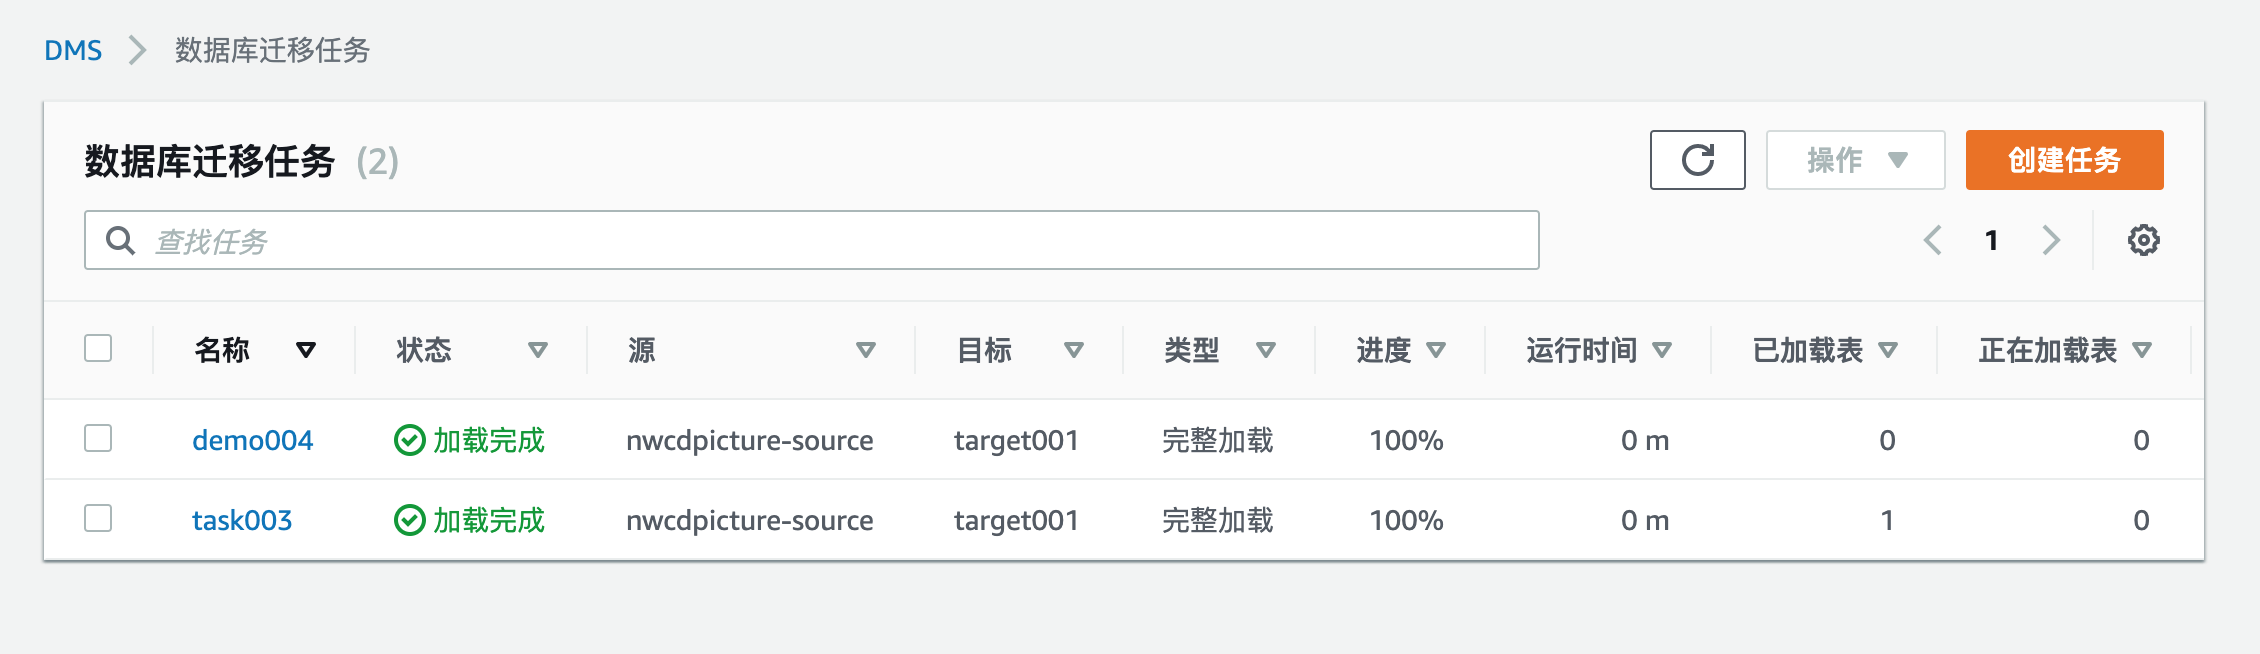 DMS 数据库迁移任务
数据库迁移任务 (2) 操作 创建任务
查找任务 1
名称 状态 源 目标 类型 进度 运行时间 已加载表 正在加载表
demo004 加载完成 nwcdpicture-source target001 完整加载 100% 0 m 0 0
task003 加载完成 nwcdpicture-source target001 完整加载 100% 0 m 1 0